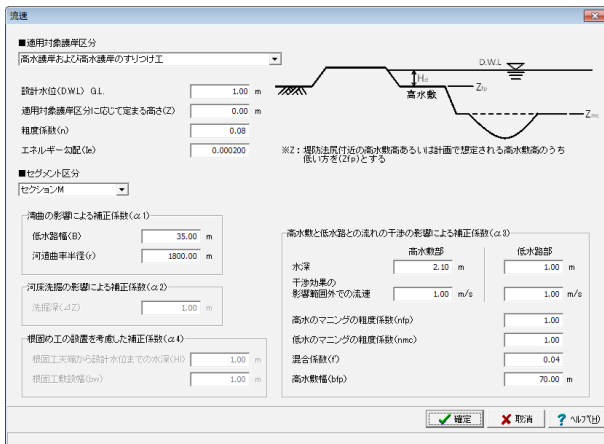 流速
■適用対象護岸区分
高水護岸および高水護岸のすりつけ工
設計水位(D.W.L) G.L. 1.00 m
適用対象護岸区分に応じて定まる高さ(Z) 0.00 m
粗度係数(n) 0.08
エネルギー勾配(Ie) 0.000200
D.W.L
Hd
高水敷
Zfp
Zmc
※Z：堤防法尻付近の高水敷高あるいは計画で想定される高水敷高のうち
低い方を(Zfp)とする
■セグメント区分
セクションM
湾曲の影響による補正係数(α1)
低水路幅(B) 35.00 m
河道曲率半径(r) 1800.00 m
河床洗掘の影響による補正係数(α2)
洗掘深(⊿Z) 1.00 m
根固め工の設置を考慮した補正係数(α4)
根固工天端から設計水位までの水深(Hl) 1.00 m
根固工敷設幅(bw) 1.00 m
高水敷と低水路との流れの干渉の影響による補正係数(α3)
高水敷部 低水路部
水深 2.10 m 1.00 m
干渉効果の
影響範囲外での流速 1.00 m/s 1.00 m/s
高水のマニングの粗度係数(nfp) 1.00
低水のマニングの粗度係数(nmc) 1.00
混合係数(f) 0.04
高水敷幅(bfp) 70.00 m
確定 取消 ヘルプ(H)